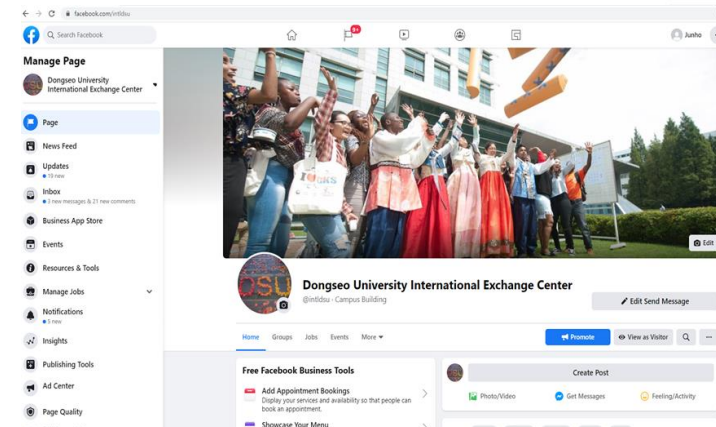 facebook.com/intldsu
Search Facebook
9+
Junho
Manage Page
Dongseo University
International Exchange Center
Page
News Feed
Updates
19 new
Inbox
3 new messages & 21 new comments
Business App Store
Events
Resources & Tools
Manage Jobs
Notifications
5 new
Insights
Publishing Tools
Ad Center
Page Quality
Edit
DSU
Dongseo University International Exchange Center
@intldsu · Campus Building
Edit Send Message
Home Groups Jobs Events More
Promote View as Visitor
Free Facebook Business Tools
Add Appointment Bookings
Display your services and availability so that people can
book an appointment.
Showcase Your Menu
Create Post
Photo/Video Get Messages Feeling/Activity